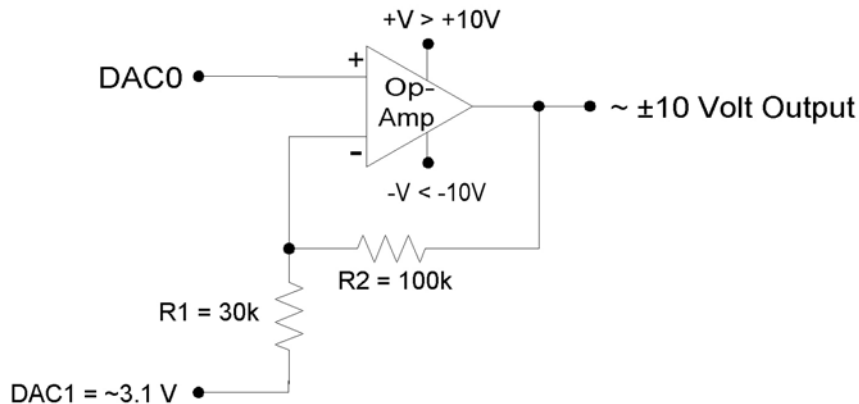 +V > +10V
+
DAC0
Op-
Amp
~ ±10 Volt Output
-
-V < -10V
R2 = 100k
R1 = 30k
DAC1 = ~3.1 V